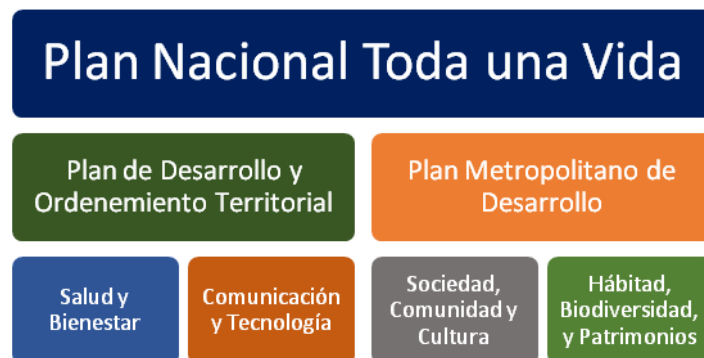 Plan Nacional Toda una Vida
Plan de Desarrollo y
Ordenemiento Territorial
Plan Metropolitano de
Desarrollo
Salud y
Bienestar
Comunicación
y Tecnología
Sociedad,
Comunidad y
Cultura
Hábitad,
Biodiversidad,
y Patrimonios